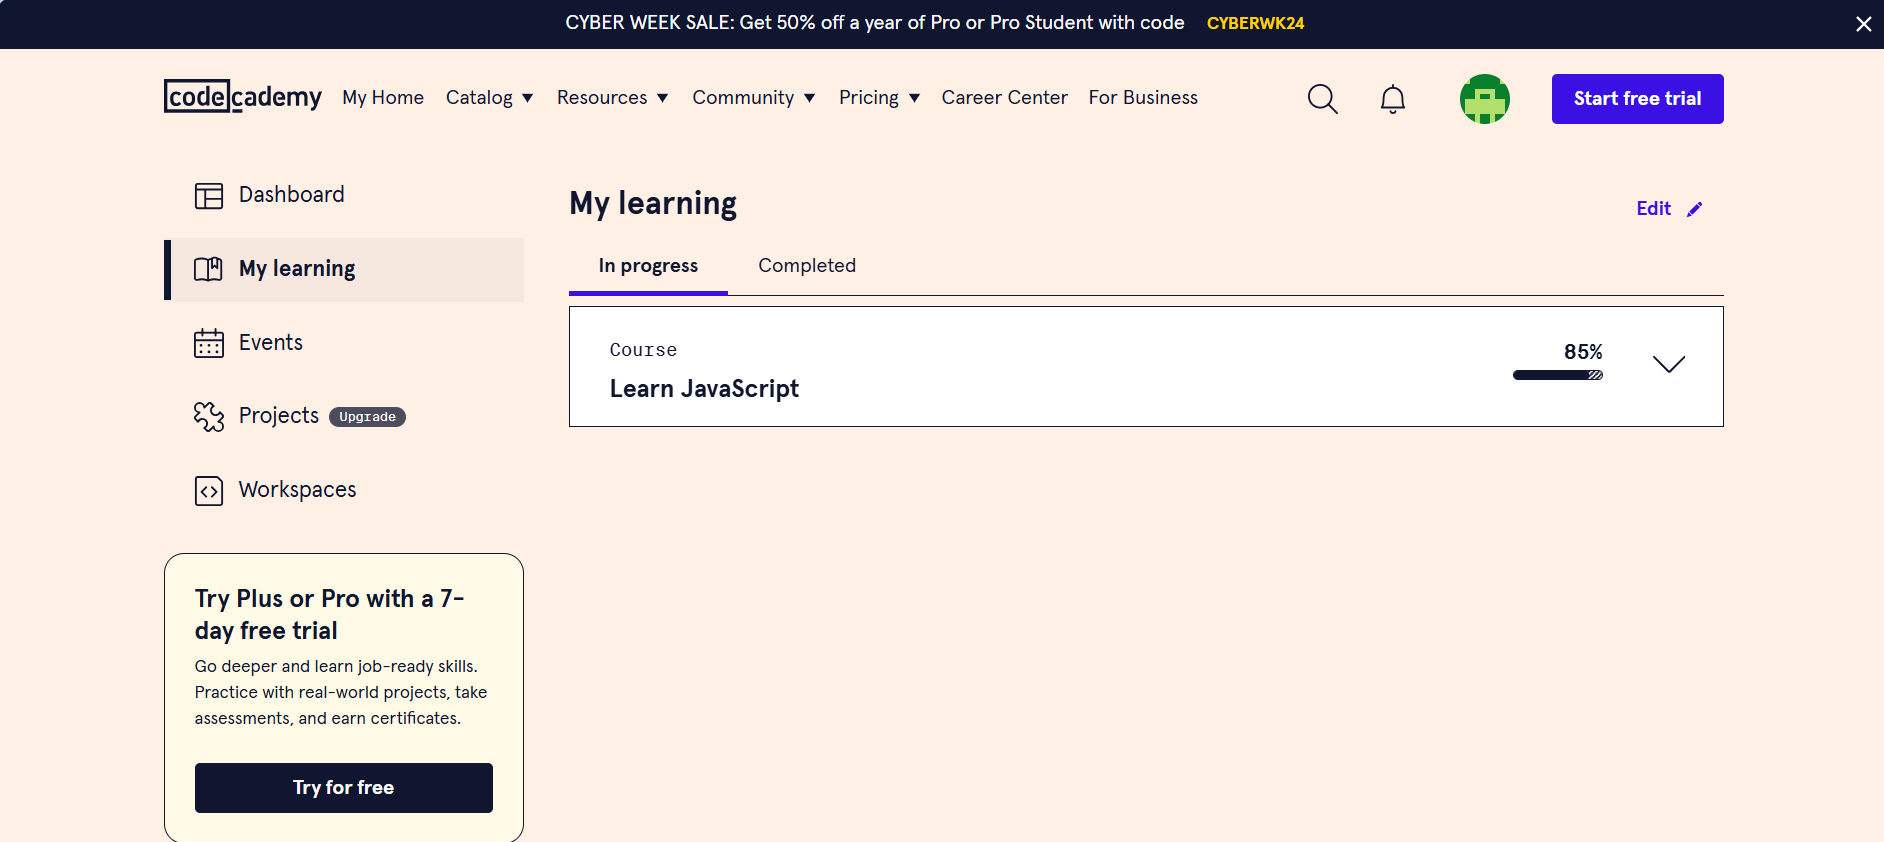 CYBER WEEK SALE: Get 50% off a year of Pro or Pro Student with code CYBERWK24
codecademy My Home Catalog Resources Community Pricing Career Center For Business Start free trial
Dashboard
My learning
Events
Projects Upgrade
Workspaces
Try Plus or Pro with a 7-
day free trial
Go deeper and learn job-ready skills.
Practice with real-world projects, take
assessments, and earn certificates.
Try for free
My learning
Edit
In progress Completed
Course
Learn JavaScript
85%